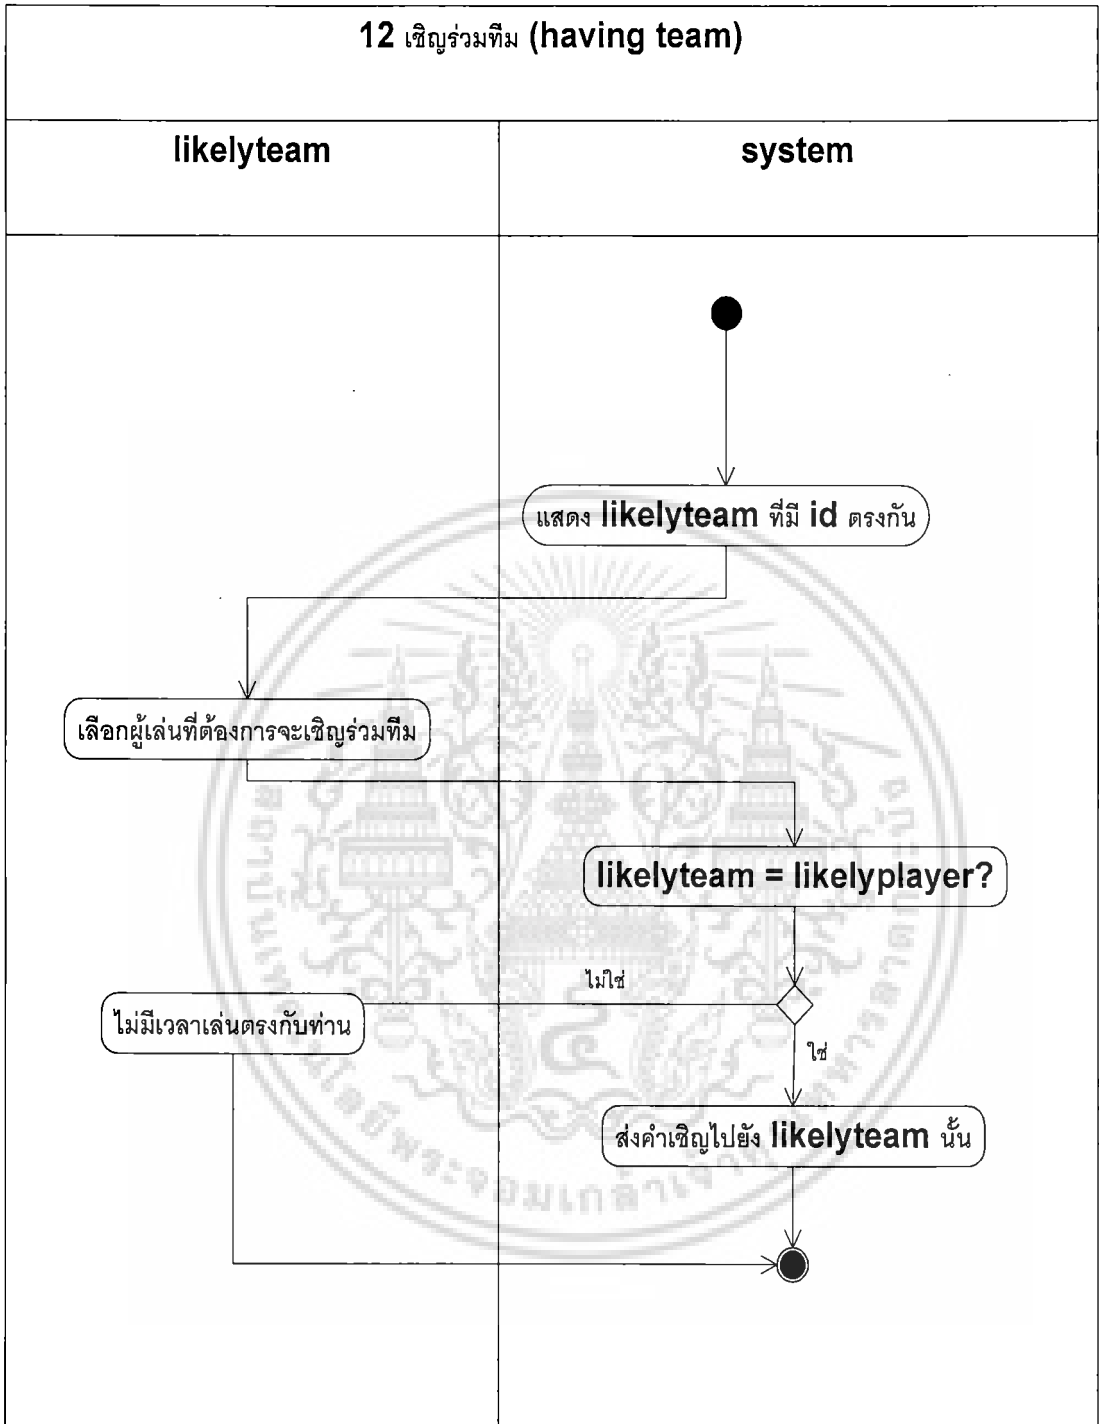 12 เชิญร่วมทีม (having team)
likelyteam
system
แสดง likelyteam ที่มี id ตรงกัน
เลือกผู้เล่นที่ต้องการจะเชิญร่วมทีม
likelyteam = likelyplayer?
ไม่ใช่
ไม่มีเวลาเล่นตรงกับท่าน
ใช่
ส่งคำเชิญไปยัง likelyteam นั้น